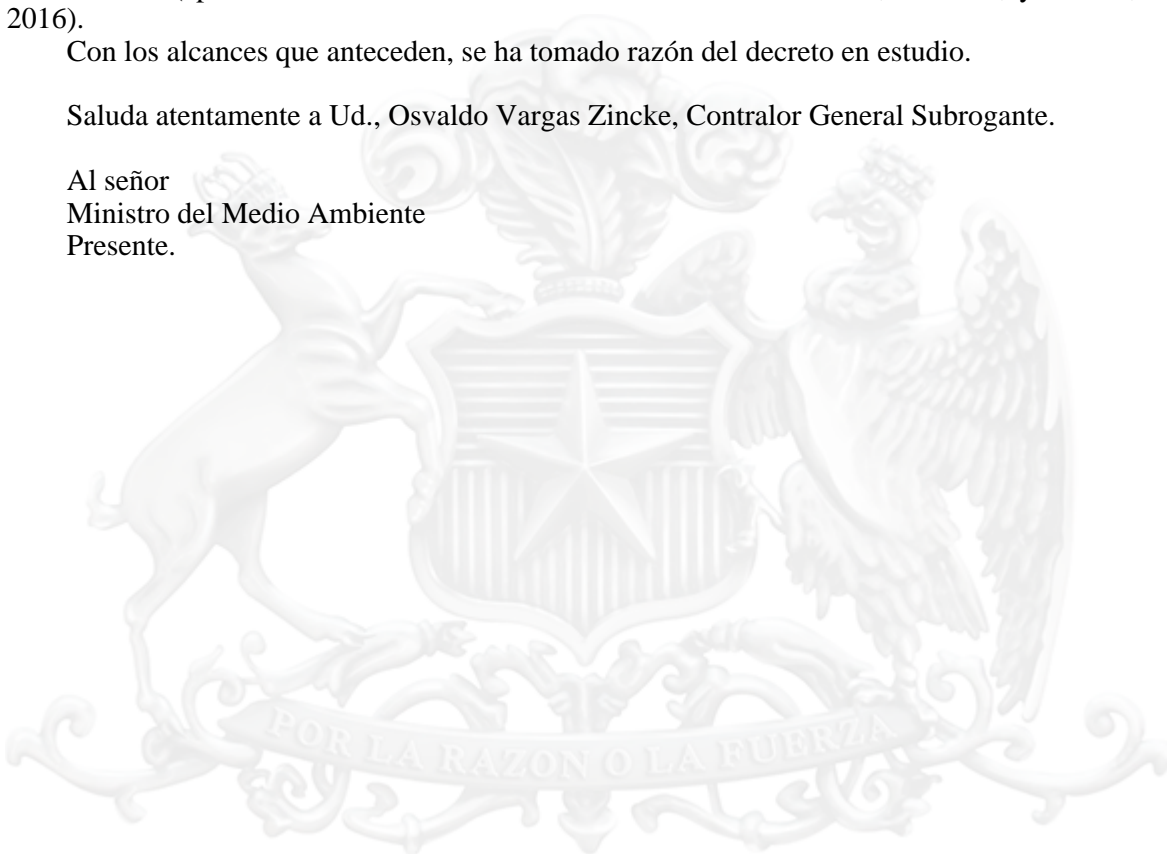 2016).
Con los alcances que anteceden, se ha tomado razón del decreto en estudio.
Saluda atentamente a Ud., Osvaldo Vargas Zincke, Contralor General Subrogante.
Al señor
Ministro del Medio Ambiente
Presente.
POR LA RAZON O LA FUERZA